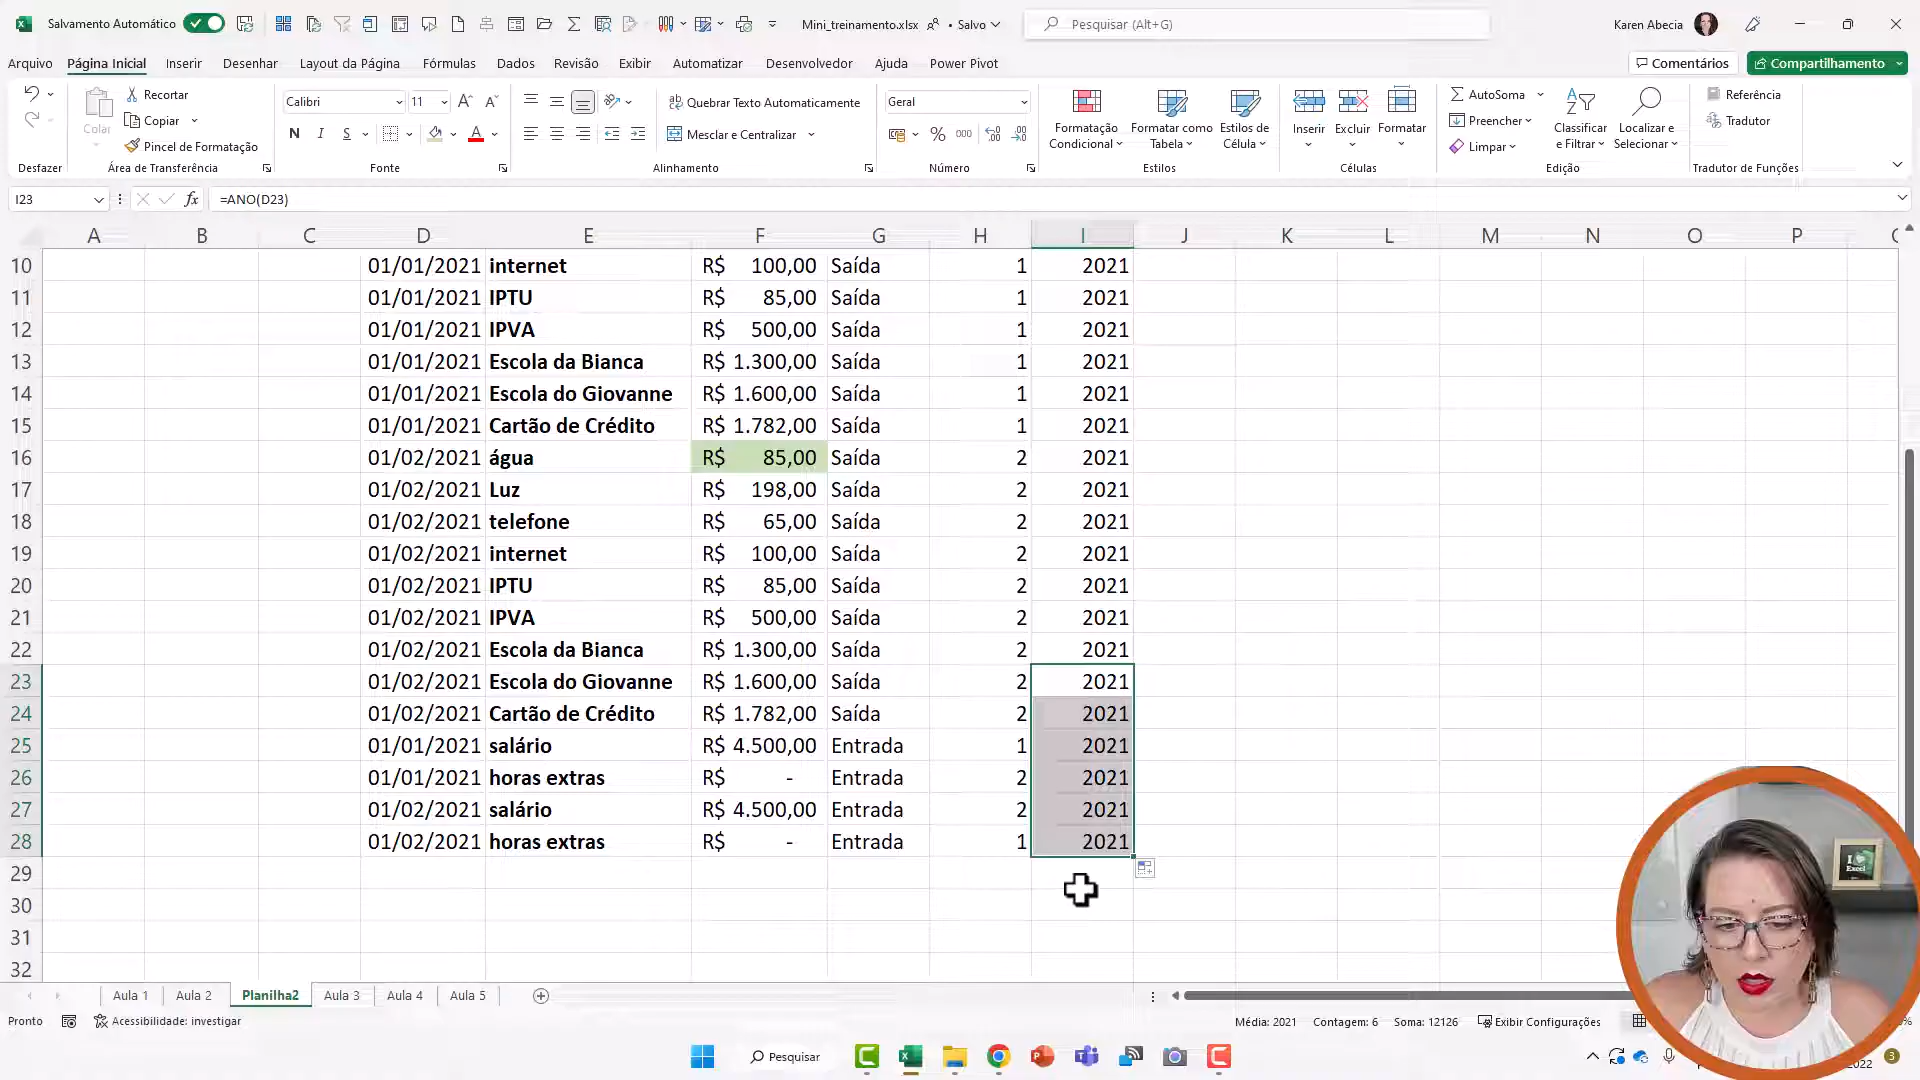 Salvamento Automático
Mini_treinamento.xlsx
• Salvo
Pesquisar (Alt+G)
Karen Abecia
Arquivo Página Inicial Inserir Desenhar Layout da Página Fórmulas Dados Revisão Exibir Automatizar Desenvolvedor Ajuda Power Pivot
Comentários
Compartilhamento
Colar
Recortar
Copiar
Pincel de Formatação
Calibri
11
N I S
Quebrar Texto Automaticamente
Mesclar e Centralizar
Geral
% 000
Formatação Condicional
Formatar como Tabela
Estilos de Célula
Inserir
Excluir
Formatar
AutoSoma
Preencher
Limpar
Classificar e Filtrar
Localizar e Selecionar
Referência
Tradutor
Desfazer Área de Transferência Fonte Alinhamento Número Estilos Células Edição Tradutor de Funções
I23
fx
=ANO(D23)
A B C D E F G H I J K L M N O P
10 01/01/2021 internet R$ 100,00 Saída 1 2021
11 01/01/2021 IPTU R$ 85,00 Saída 1 2021
12 01/01/2021 IPVA R$ 500,00 Saída 1 2021
13 01/01/2021 Escola da Bianca R$ 1.300,00 Saída 1 2021
14 01/01/2021 Escola do Giovanne R$ 1.600,00 Saída 1 2021
15 01/01/2021 Cartão de Crédito R$ 1.782,00 Saída 1 2021
16 01/02/2021 água R$ 85,00 Saída 2 2021
17 01/02/2021 Luz R$ 198,00 Saída 2 2021
18 01/02/2021 telefone R$ 65,00 Saída 2 2021
19 01/02/2021 internet R$ 100,00 Saída 2 2021
20 01/02/2021 IPTU R$ 85,00 Saída 2 2021
21 01/02/2021 IPVA R$ 500,00 Saída 2 2021
22 01/02/2021 Escola da Bianca R$ 1.300,00 Saída 2 2021
23 01/02/2021 Escola do Giovanne R$ 1.600,00 Saída 2 2021
24 01/02/2021 Cartão de Crédito R$ 1.782,00 Saída 2 2021
25 01/01/2021 salário R$ 4.500,00 Entrada 1 2021
26 01/01/2021 horas extras R$ - Entrada 2 2021
27 01/02/2021 salário R$ 4.500,00 Entrada 2 2021
28 01/02/2021 horas extras R$ - Entrada 1 2021
29
30
31
32
I ❤ Excel
Aula 1 Aula 2 Planilha2 Aula 3 Aula 4 Aula 5
Pronto
Acessibilidade: investigar
Média: 2021 Contagem: 6 Soma: 12126
Exibir Configurações
Pesquisar
2022
3